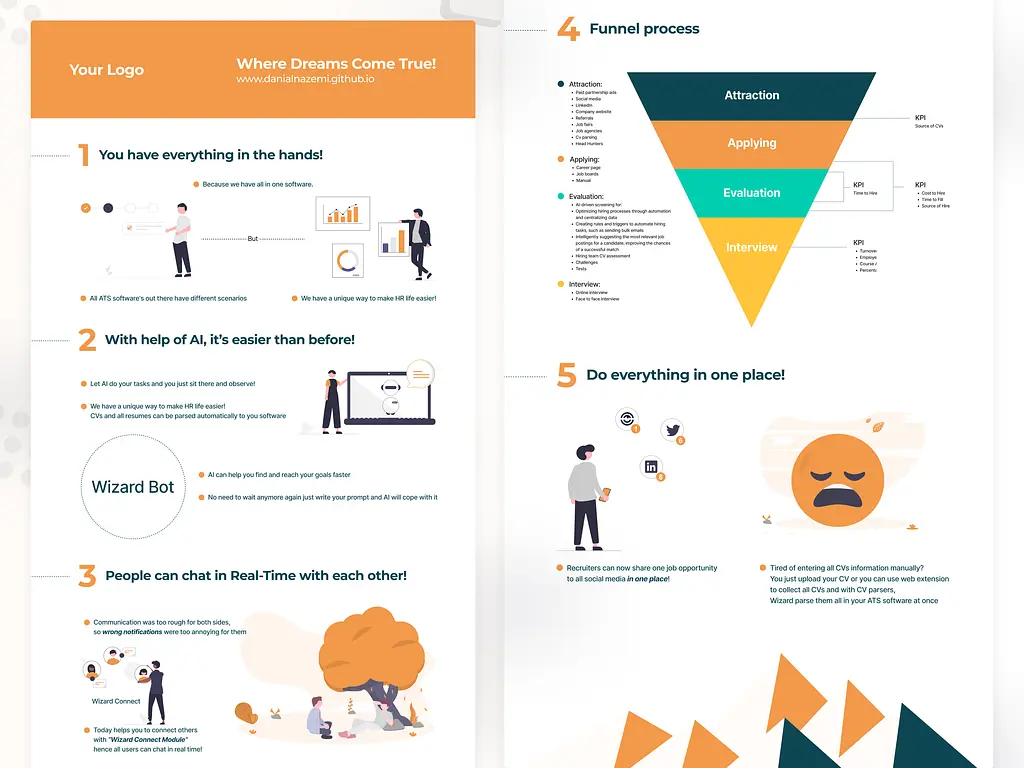 Your Logo
Where Dreams Come True!
www.danialnazemi.github.io
1 You have everything in the hands!
Because we have all in one software.
But
All ATS software's out there have different scenarios
We have a unique way to make HR life easier!
2 With help of AI, it's easier than before!
Let AI do your tasks and you just sit there and observe!
We have a unique way to make HR life easier!
CVs and all resumes can be parsed automatically to you software
Wizard Bot
AI can help you find and reach your goals faster
No need to wait anymore again just write your prompt and AI will cope with it
3 People can chat in Real-Time with each other!
Communication was too rough for both sides,
so wrong notifications were too annoying for them
Wizard Connect
Today helps you to connect others
with "Wizard Connect Module"
hence all users can chat in real time!
4 Funnel process
Attraction:
• Paid partnership ads
• Social media
• LinkedIn
• Company website
• Referrals
• Job fairs
• Job agencies
• Cv parsing
• Head Hunters
Applying:
• Career page
• Job boards
• Manual
Evaluation:
• AI-driven screening for:
• Optimizing hiring processes through automation
and centralizing data
• Creating rules and triggers to automate hiring
tasks, such as sending bulk emails
• Intelligently suggesting the most relevant job
postings for a candidate, improving the chances
of a successful match
• Hiring team CV assessment
• Challenges
• Tests
Interview:
• Online interview
• Face to face interview
Attraction
Applying
Evaluation
Interview
KPI
Source of CVs
KPI
Time to Hire
KPI
• Cost to Hire
• Time to Fill
• Source of Hire
KPI
• Turnove
• Employe
• Course
• Percent
5 Do everything in one place!
1
6
8
Recruiters can now share one job opportunity
to all social media in one place!
Tired of entering all CVs information manually?
You just upload your CV or you can use web extension
to collect all CVs and with CV parsers,
Wizard parse them all in your ATS software at once